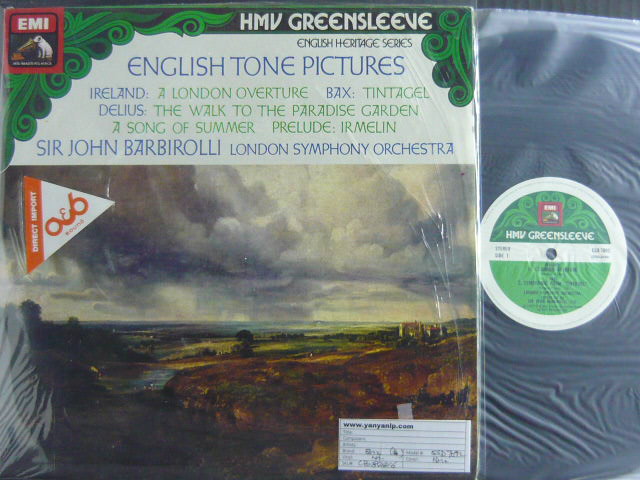 EMI
HMV GREENSLEEVE
ENGLISH HERITAGE SERIES
ENGLISH TONE PICTURES
IRELAND: A LONDON OVERTURE BAX: TINTAGEL
DELIUS: THE WALK TO THE PARADISE GARDEN
A SONG OF SUMMER PRELUDE: IRMELIN
SIR JOHN BARBIROLLI LONDON SYMPHONY ORCHESTRA
DIRECT IMPORT
www.yanyanlp.com
EMI
HMV GREENSLEEVE
STEREO
SIDE 1